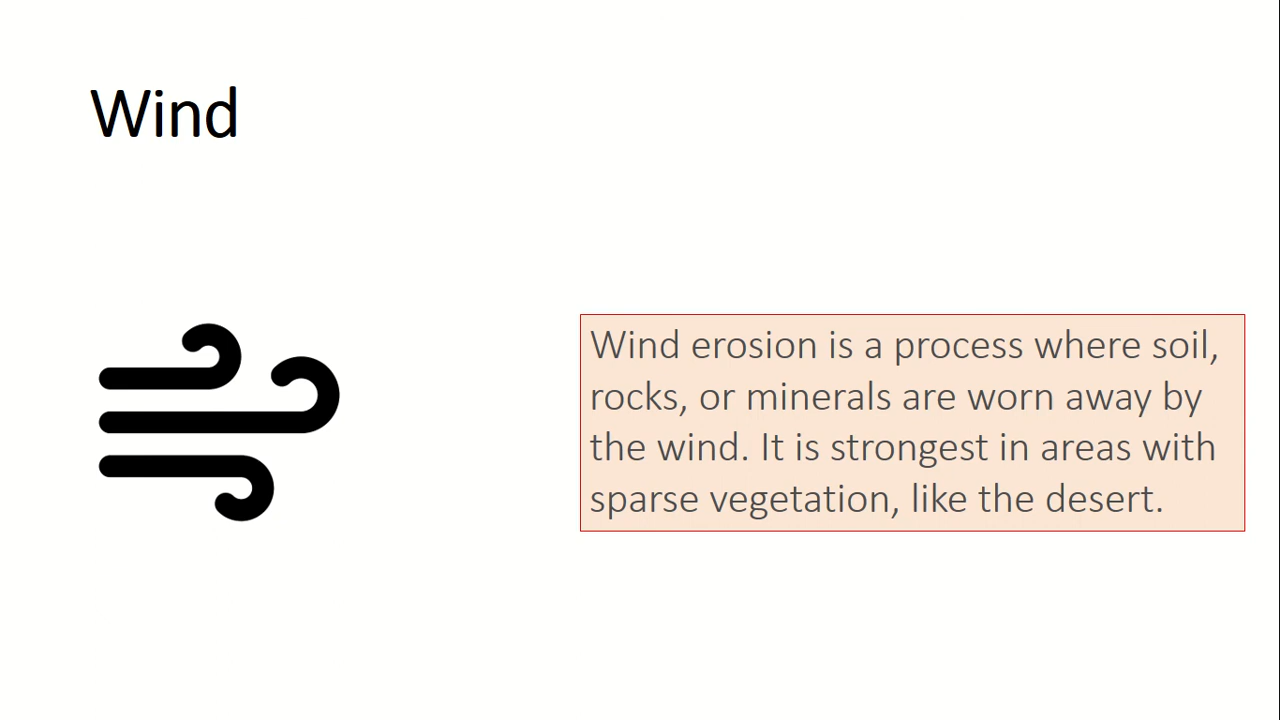 Wind
Wind erosion is a process where soil,
rocks, or minerals are worn away by
the wind. It is strongest in areas with
sparse vegetation, like the desert.